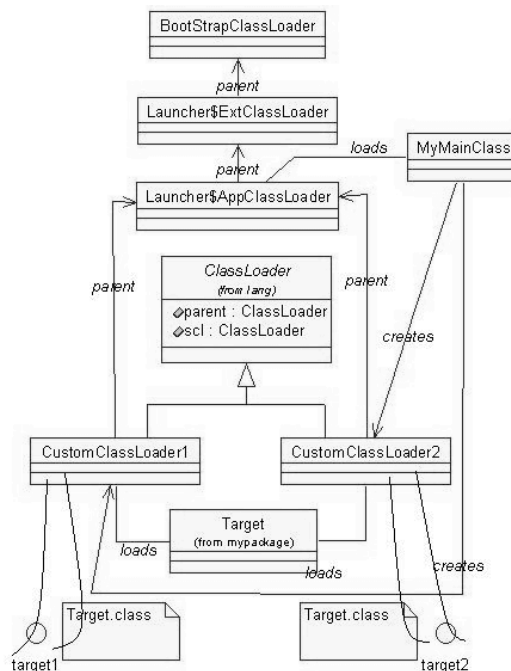 BootStrapClassLoader
parent
Launcher$ExtClassLoader
parent
loads
MyMainClass
Launcher$AppClassLoader
parent
parent
ClassLoader
(from lang)
parent : ClassLoader
scl : ClassLoader
creates
CustomClassLoader1
CustomClassLoader2
Target
(from mypackage)
loads
loads
creates
Target.class
Target.class
target1
target2